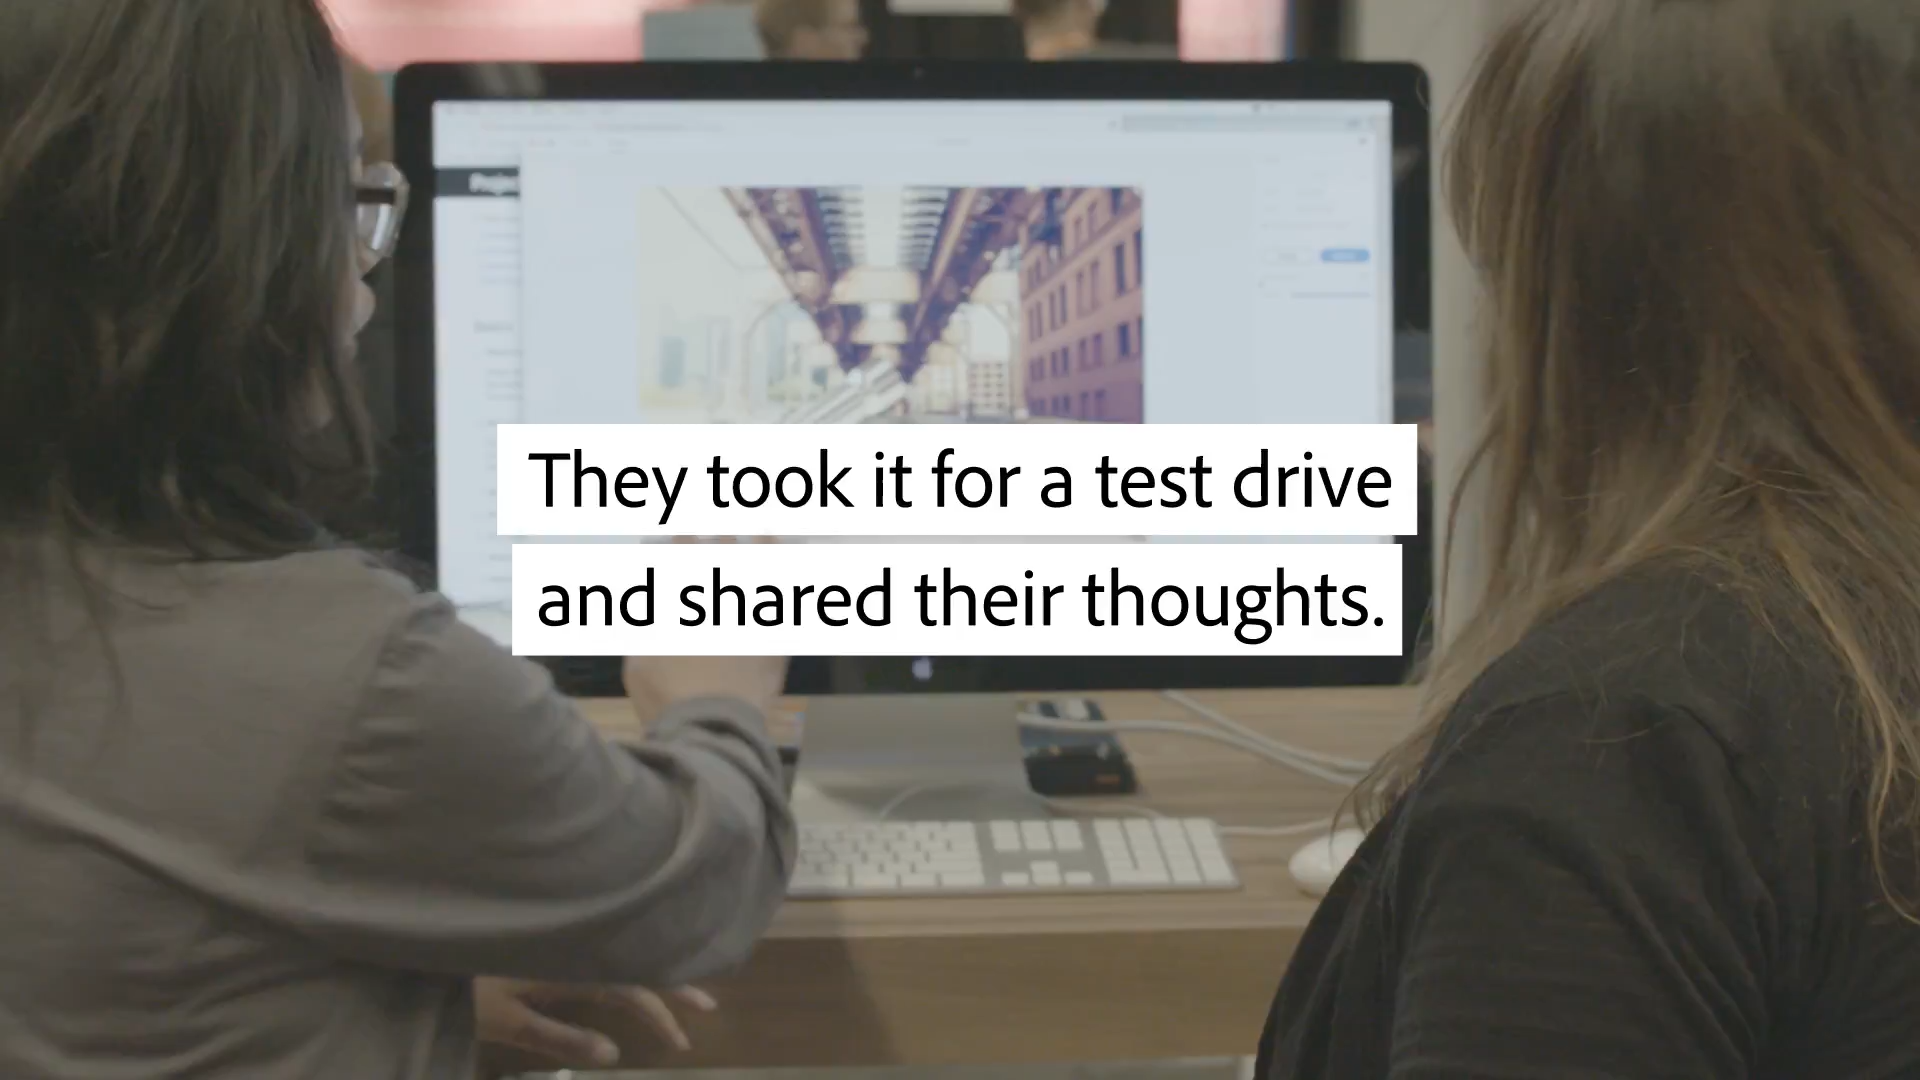 They took it for a test drive
and shared their thoughts.